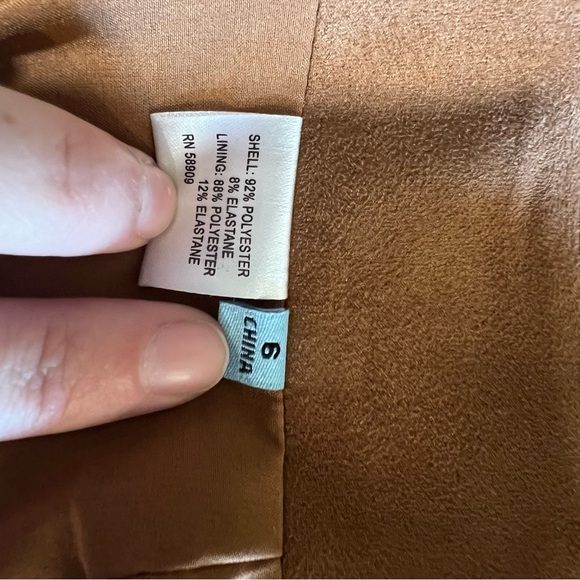 SHELL: 92% POLYESTER
8% ELASTANE
LINING: 88% POLYESTER
12% ELASTANE
RN 58909
6
CHINA